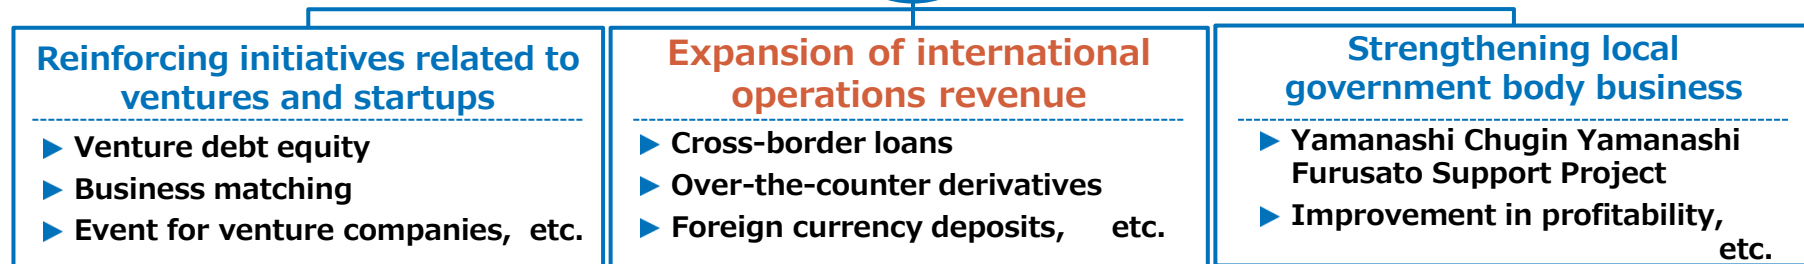 Reinforcing initiatives related to
ventures and startups
▶ Venture debt equity
▶ Business matching
▶ Event for venture companies, etc.
Expansion of international
operations revenue
▶ Cross-border loans
▶ Over-the-counter derivatives
▶ Foreign currency deposits, etc.
Strengthening local
government body business
▶ Yamanashi Chugin Yamanashi
Furusato Support Project
▶ Improvement in profitability,
etc.